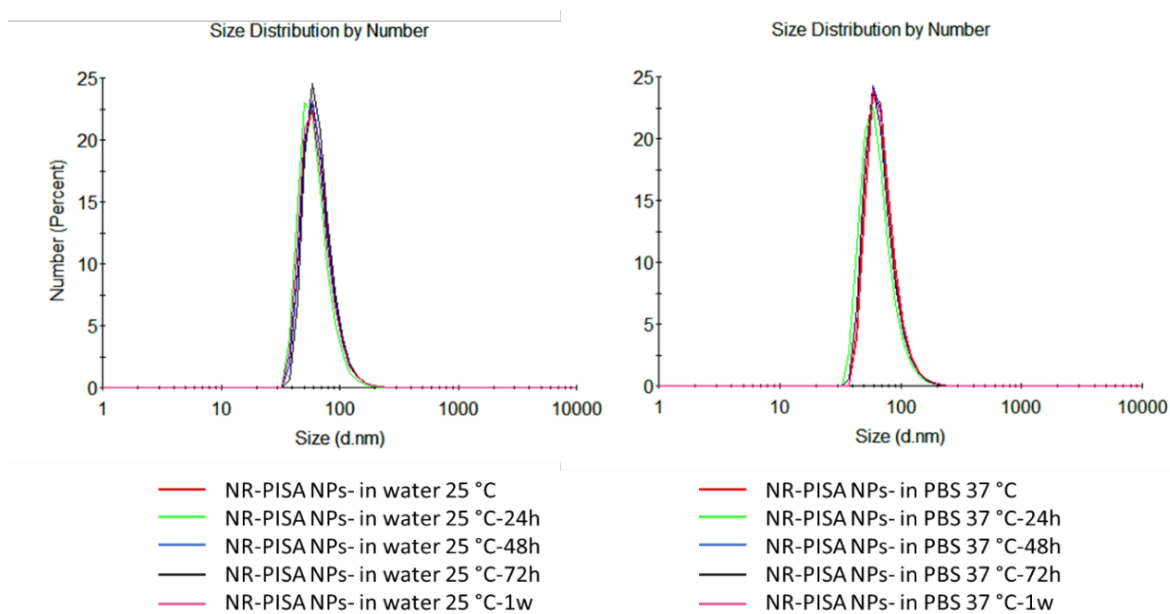 Size Distribution by Number
25
20
15
10
5
0
Number (Percent)
1 10 100 1000 10000
Size (d.nm)
NR-PISA NPs- in water 25 °C
NR-PISA NPs- in water 25 °C-24h
NR-PISA NPs- in water 25 °C-48h
NR-PISA NPs- in water 25 °C-72h
NR-PISA NPs- in water 25 °C-1w
Size Distribution by Number
25
20
15
10
5
0
1 10 100 1000 10000
Size (d.nm)
NR-PISA NPs- in PBS 37 °C
NR-PISA NPs- in PBS 37 °C-24h
NR-PISA NPs- in PBS 37 °C-48h
NR-PISA NPs- in PBS 37 °C-72h
NR-PISA NPs- in PBS 37 °C-1w